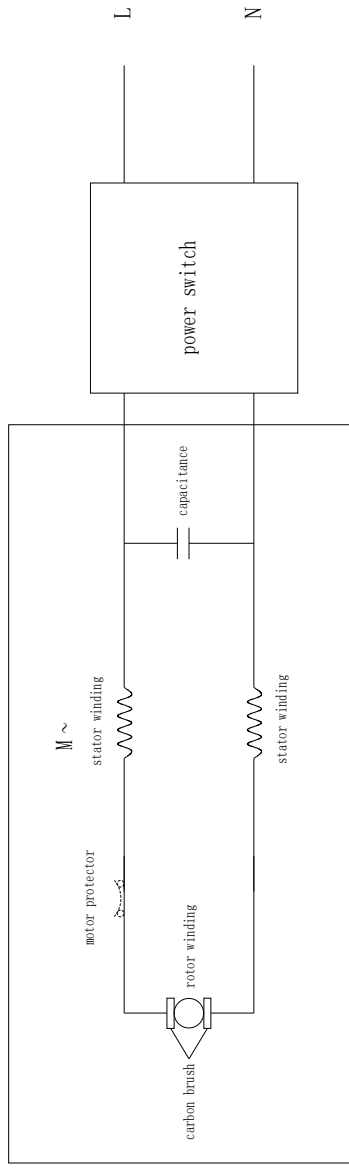 L
N
power switch
capacitance
M ~
stator winding
stator winding
motor protector
rotor winding
carbon brush